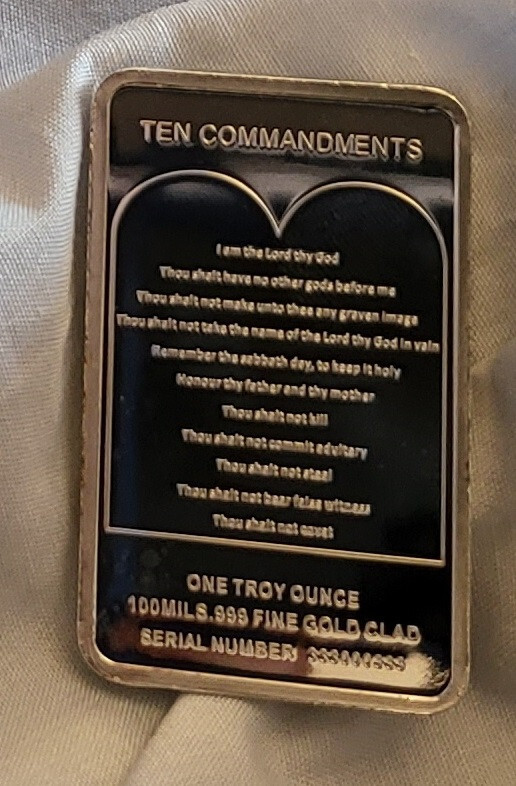 TEN COMMANDMENTS
I am the Lord thy God
Thou shalt have no other gods before me
Thou shalt not make unto thee any graven image
Thou shalt not take the name of the Lord thy God in vain
Remember the sabbath day, to keep it holy
Honour thy father and thy mother
Thou shalt not kill
Thou shalt not commit adultery
Thou shalt not steal
Thou shalt not bear false witness
Thou shalt not covet
ONE TROY OUNCE
100MILS.999 FINE GOLD CLAD
SERIAL NUMBER